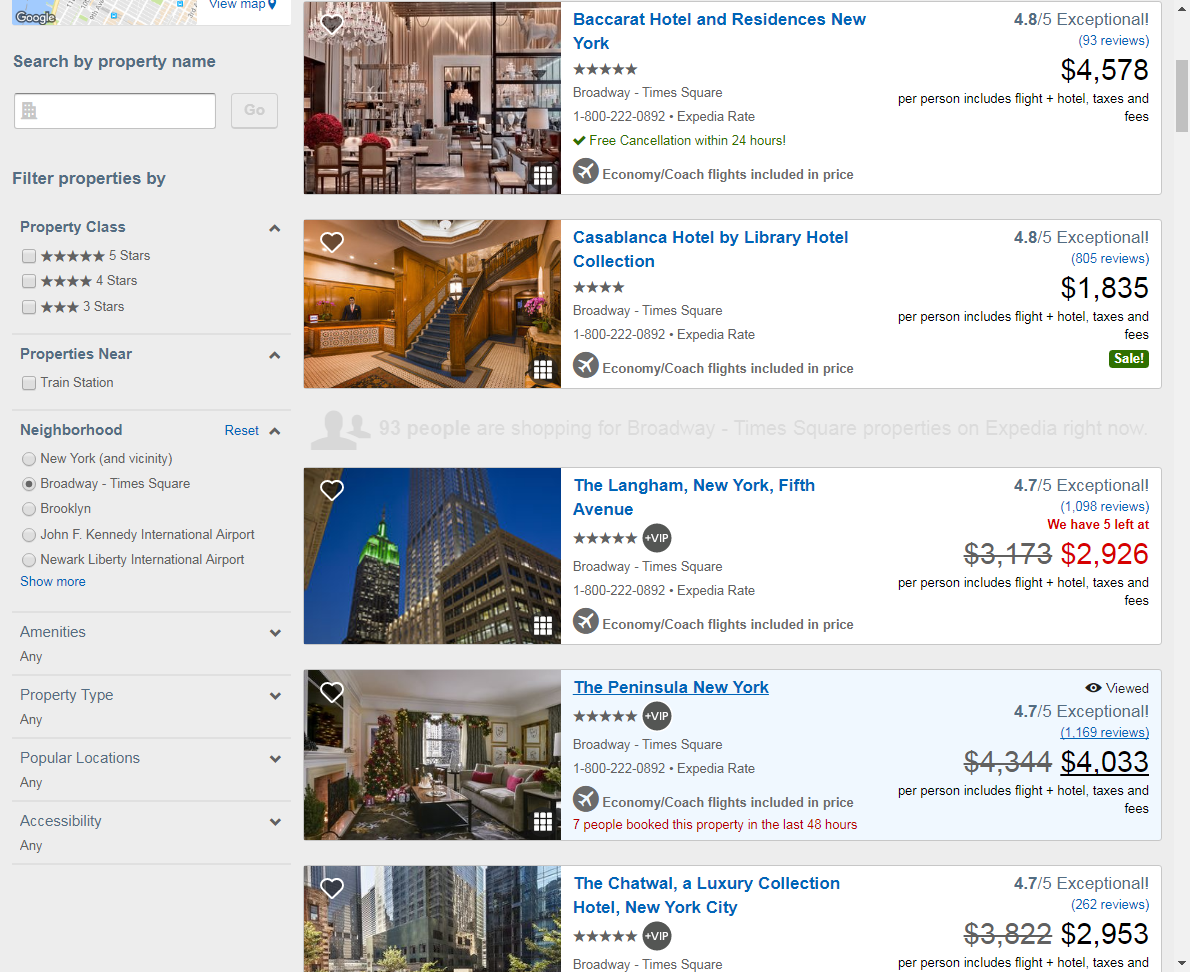 Google
View map
Search by property name
Go
Filter properties by
Property Class
★★★★★ 5 Stars
★★★★ 4 Stars
★★★ 3 Stars
Properties Near
Train Station
Neighborhood Reset
New York (and vicinity)
Broadway - Times Square
Brooklyn
John F. Kennedy International Airport
Newark Liberty International Airport
Show more
Amenities
Any
Property Type
Any
Popular Locations
Any
Accessibility
Any
Baccarat Hotel and Residences New
York
★★★★★
Broadway - Times Square
1-800-222-0892 • Expedia Rate
Free Cancellation within 24 hours!
Economy/Coach flights included in price
4.8/5 Exceptional!
(93 reviews)
$4,578
per person includes flight + hotel, taxes and
fees
Casablanca Hotel by Library Hotel
Collection
★★★★
Broadway - Times Square
1-800-222-0892 • Expedia Rate
Economy/Coach flights included in price
4.8/5 Exceptional!
(805 reviews)
$1,835
per person includes flight + hotel, taxes and
fees
Sale!
93 people are shopping for Broadway - Times Square properties on Expedia right now.
The Langham, New York, Fifth
Avenue
★★★★★ +VIP
Broadway - Times Square
1-800-222-0892 • Expedia Rate
Economy/Coach flights included in price
4.7/5 Exceptional!
(1,098 reviews)
We have 5 left at
$3,173 $2,926
per person includes flight + hotel, taxes and
fees
The Peninsula New York
★★★★★ +VIP
Broadway - Times Square
1-800-222-0892 • Expedia Rate
Economy/Coach flights included in price
7 people booked this property in the last 48 hours
Viewed
4.7/5 Exceptional!
(1,169 reviews)
$4,344 $4,033
per person includes flight + hotel, taxes and
fees
The Chatwal, a Luxury Collection
Hotel, New York City
★★★★★ +VIP
Broadway - Times Square
4.7/5 Exceptional!
(262 reviews)
$3,822 $2,953
per person includes flight + hotel, taxes and